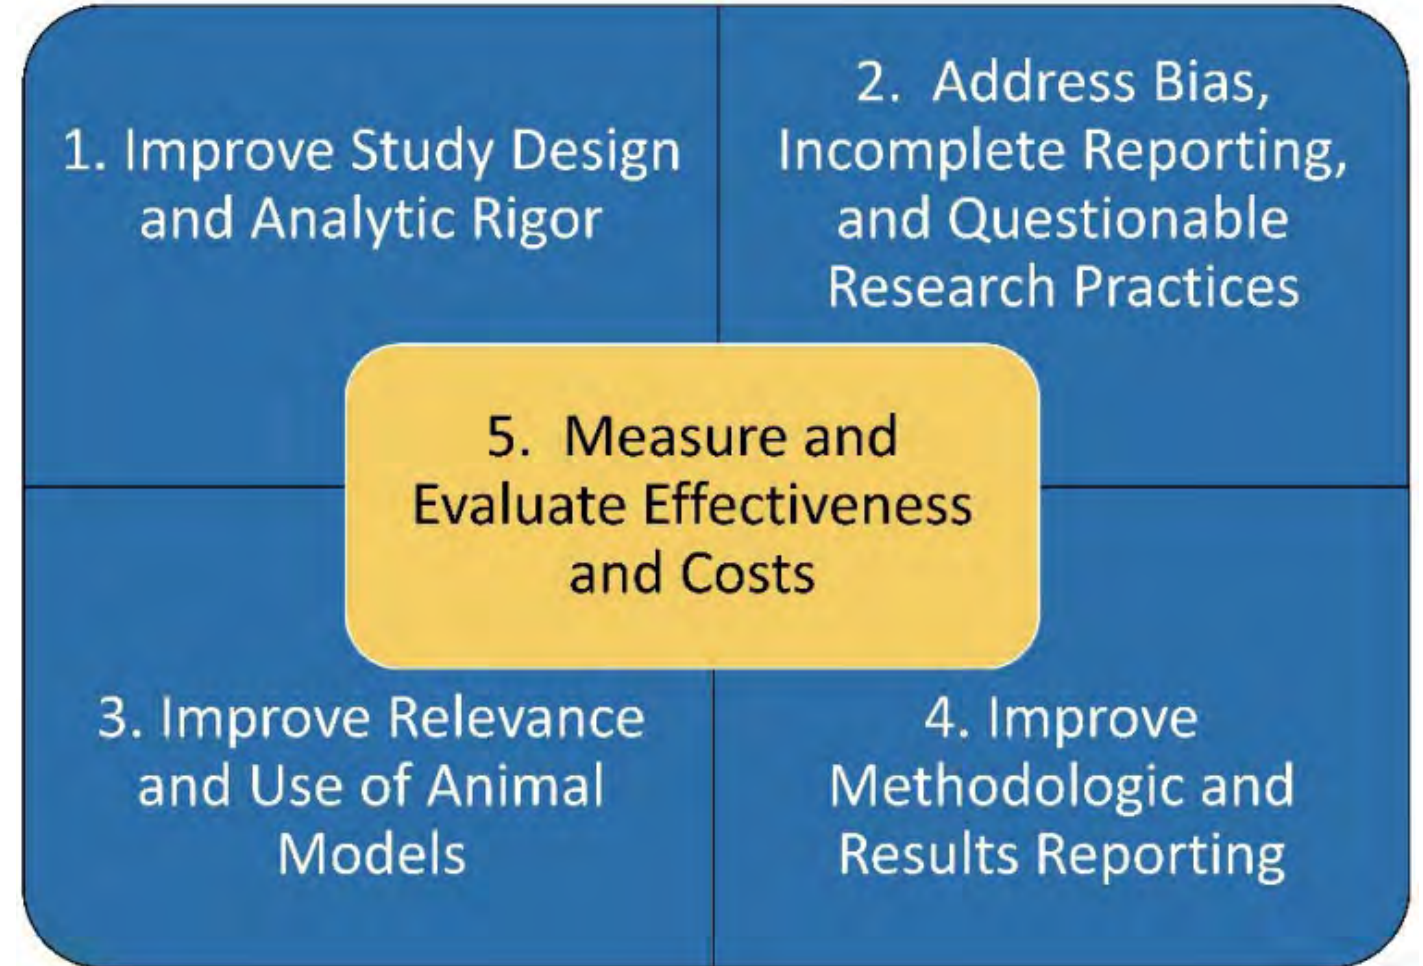 1. Improve Study Design
and Analytic Rigor
2.  Address Bias,
Incomplete Reporting,
and Questionable
Research Practices
5.  Measure and
Evaluate Effectiveness
and Costs
3. Improve Relevance
and Use of Animal
Models
4. Improve
Methodologic and
Results Reporting